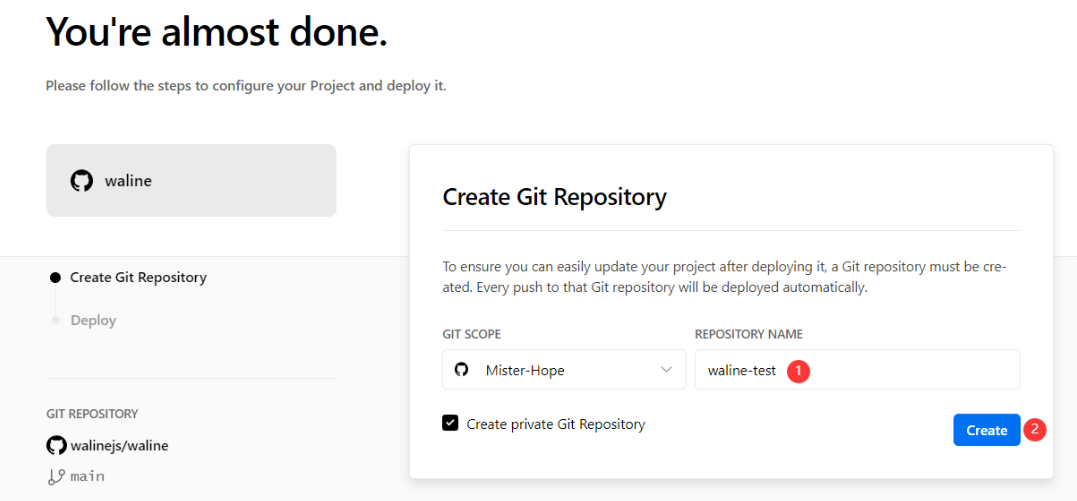 You're almost done.
Please follow the steps to configure your Project and deploy it.
waline
Create Git Repository
Deploy
GIT REPOSITORY
walinejs/waline
main
Create Git Repository
To ensure you can easily update your project after deploying it, a Git repository must be cre-
ated. Every push to that Git repository will be deployed automatically.
GIT SCOPE
REPOSITORY NAME
Mister-Hope
waline-test 1
Create private Git Repository
Create 2